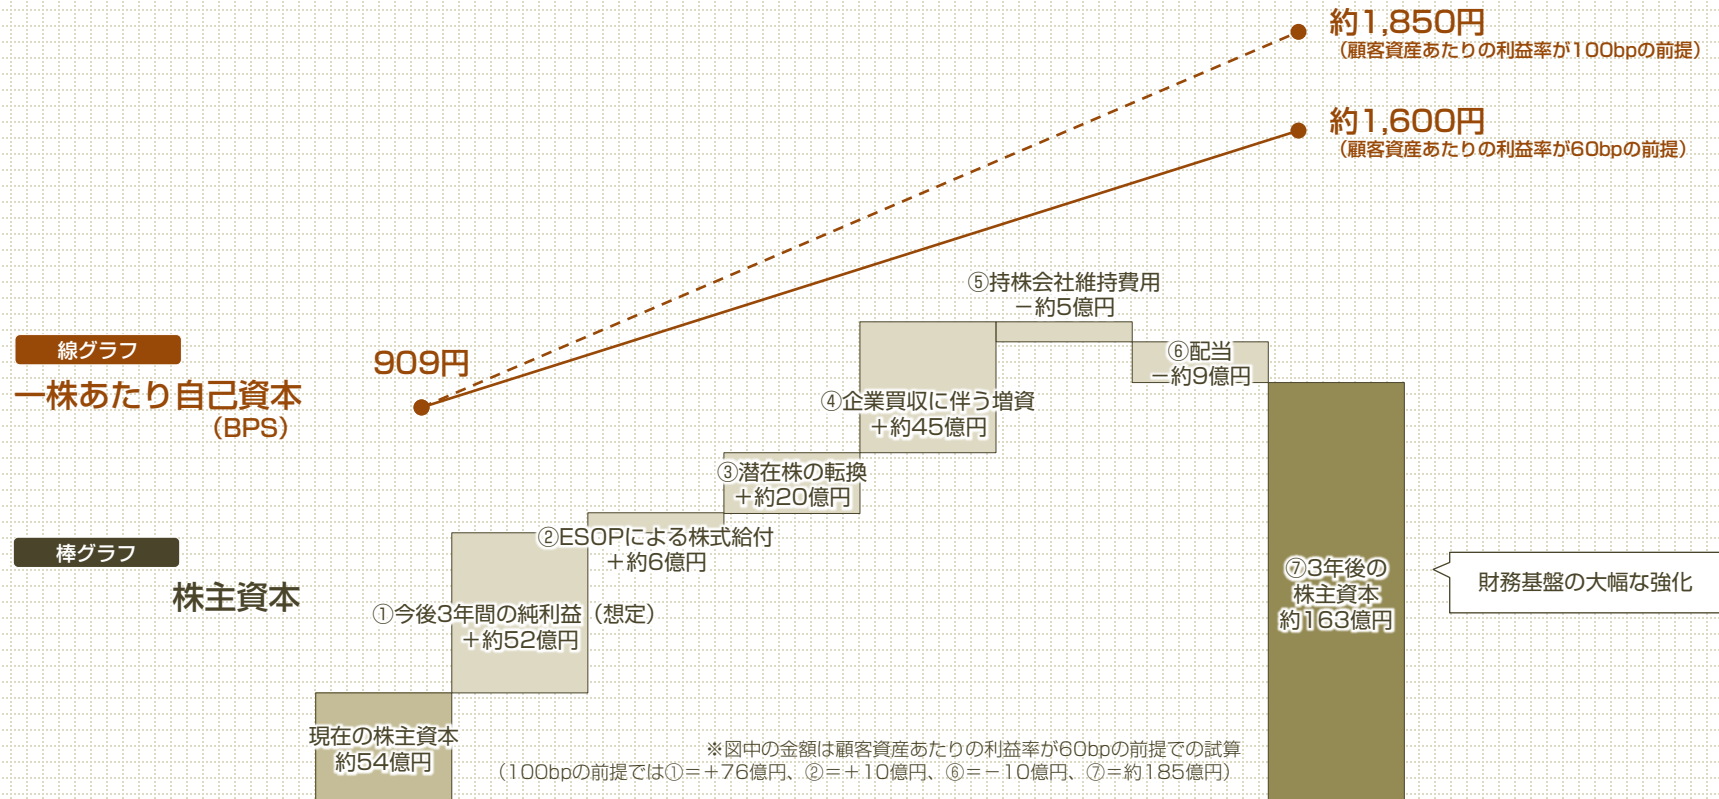 約1,850円
（顧客資産あたりの利益率が100bpの前提）
約1,600円
（顧客資産あたりの利益率が60bpの前提）
線グラフ
一株あたり自己資本
（BPS）
909円
⑤持株会社維持費用
－約5億円
⑥配当
－約9億円
④企業買収に伴う増資
＋約45億円
③潜在株の転換
＋約20億円
②ESOPによる株式給付
＋約6億円
棒グラフ
株主資本
①今後3年間の純利益（想定）
＋約52億円
現在の株主資本
約54億円
⑦3年後の
株主資本
約163億円
財務基盤の大幅な強化
※図中の金額は顧客資産あたりの利益率が60bpの前提での試算
（100bpの前提では①＝＋76億円、②＝＋10億円、⑥＝－10億円、⑦＝約185億円）